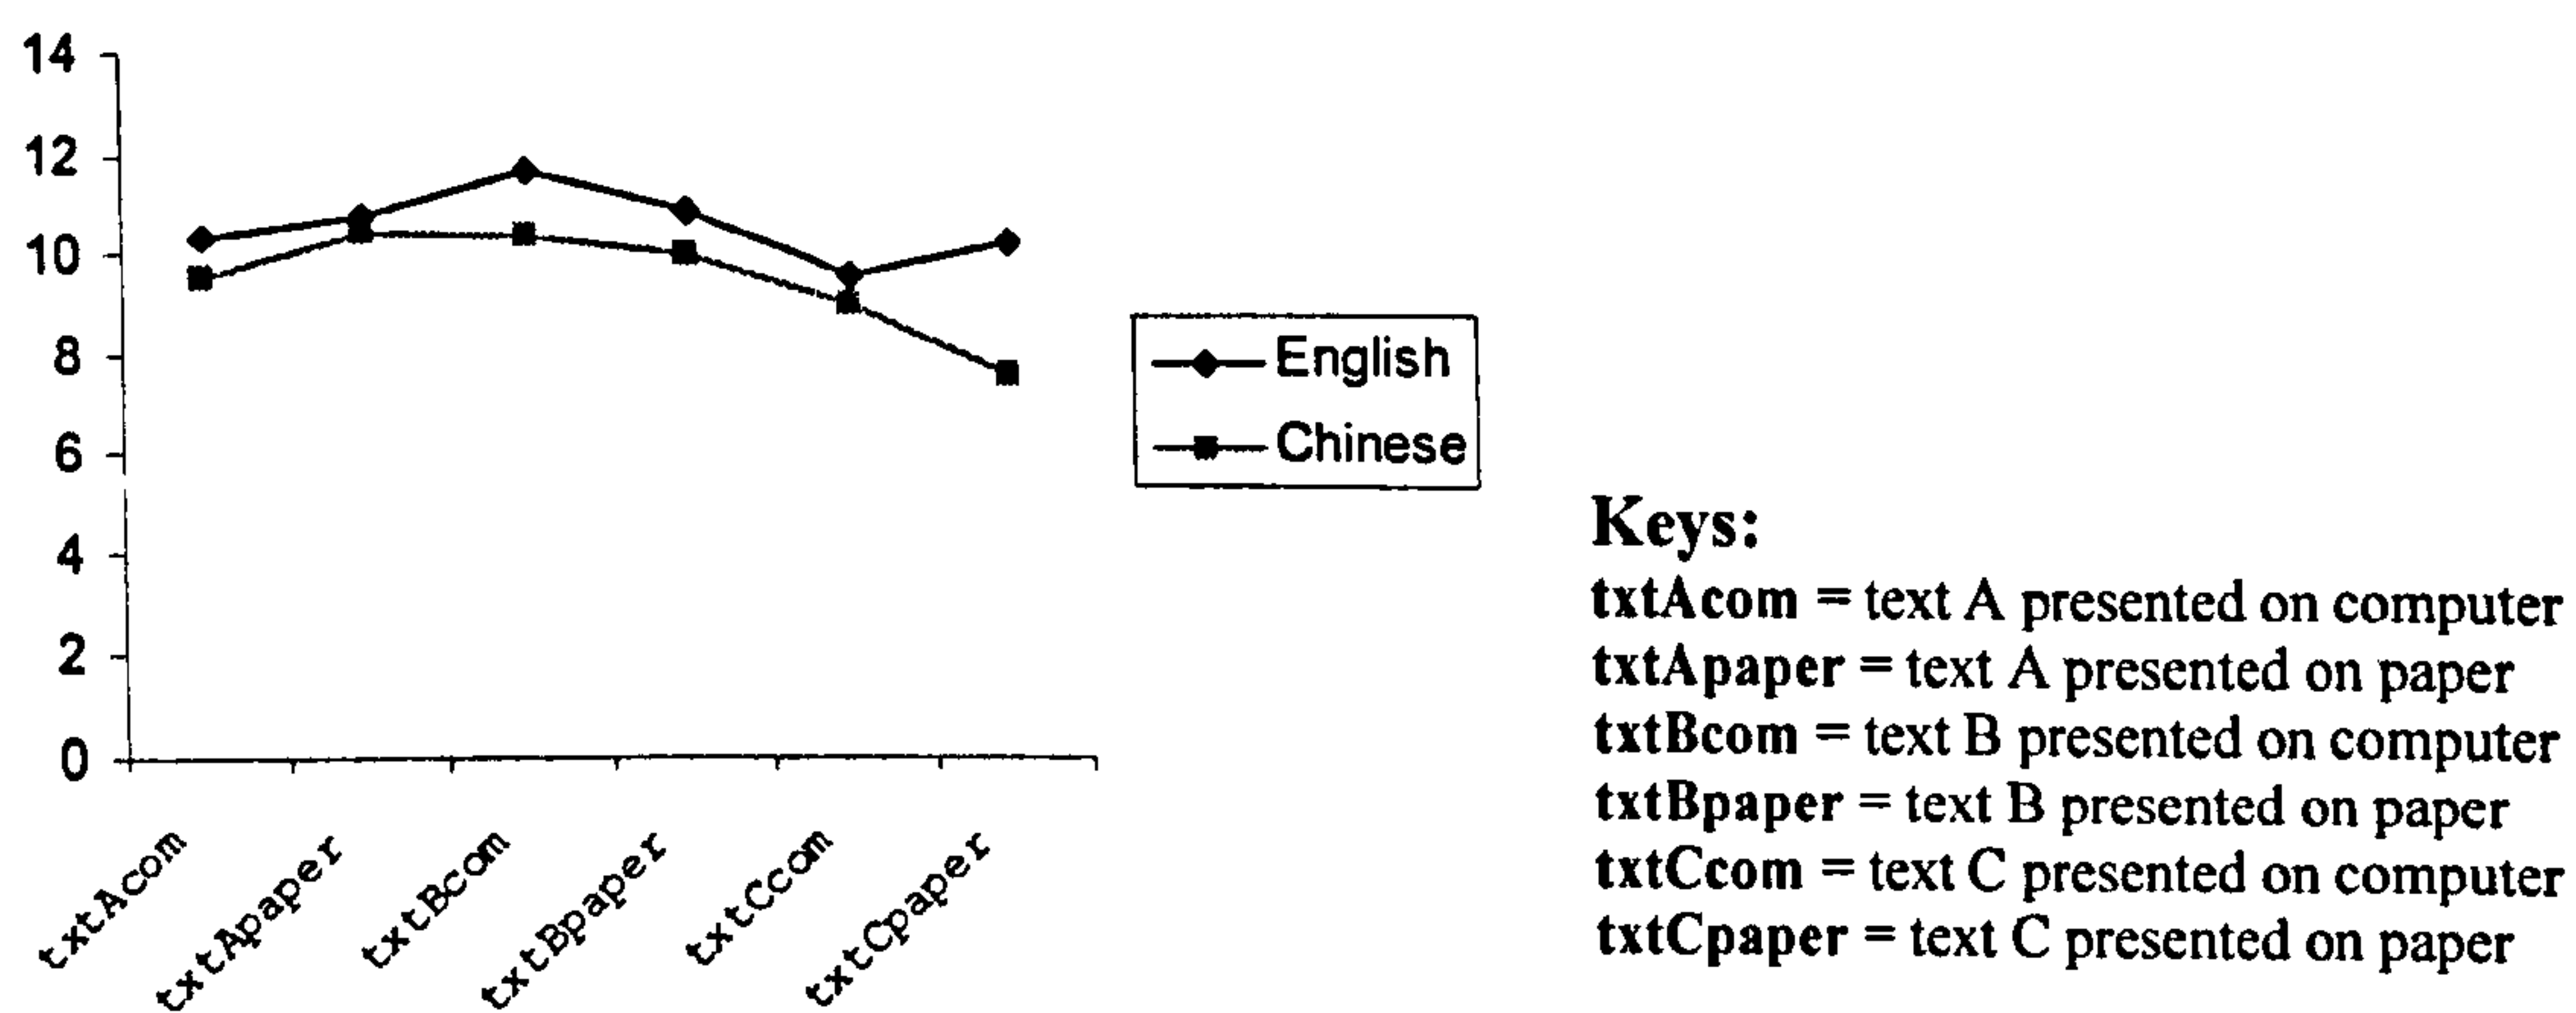 14
12
10
8
6
4
2
0
txtAcom
txtApaper
txtBcom
txtBpaper
txtCcom
txtCpaper
English
Chinese
Keys:
txtAcom = text A presented on computer
txtApaper = text A presented on paper
txtBcom = text B presented on computer
txtBpaper = text B presented on paper
txtCcom = text C presented on computer
txtCpaper = text C presented on paper